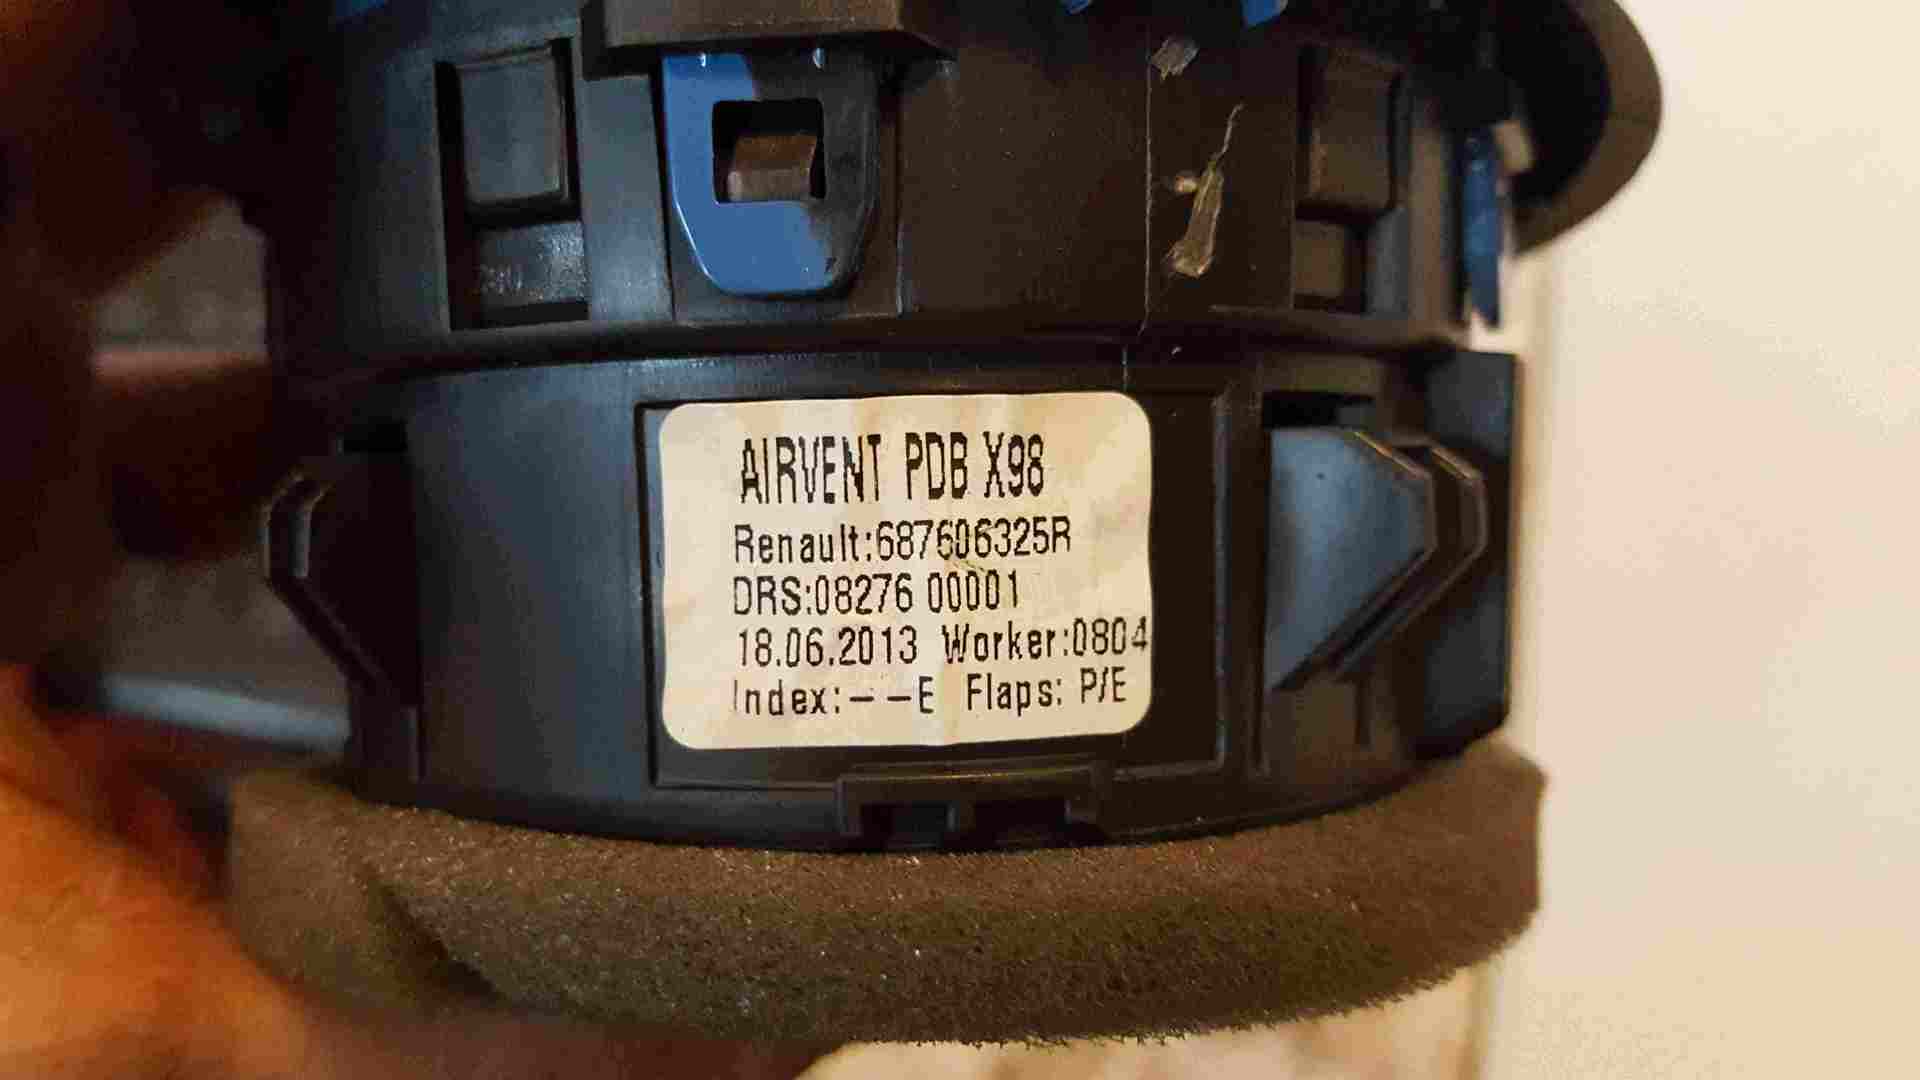 AIRVENT PDB X98
Renault:687606325R
DRS:08276 00001
18.06.2013 Worker:0804
Index:--E Flaps: P/E